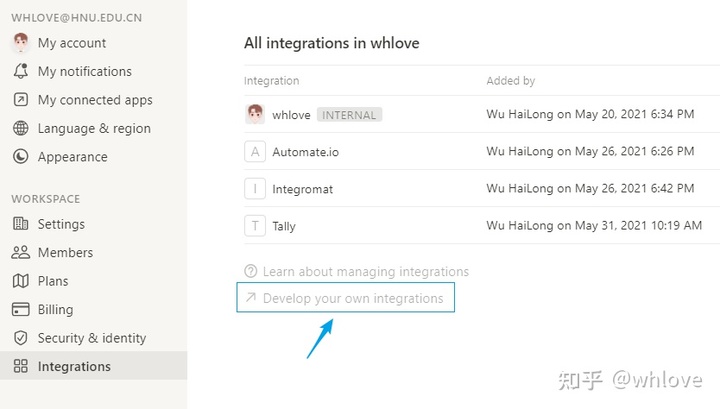 WHLOVE@HNU.EDU.CN
My account
My notifications
My connected apps
Language & region
Appearance
WORKSPACE
Settings
Members
Plans
Billing
Security & identity
Integrations
All integrations in whlove
Integration Added by
whlove INTERNAL Wu HaiLong on May 20, 2021 6:34 PM
A Automate.io Wu HaiLong on May 26, 2021 6:26 PM
I Integromat Wu HaiLong on May 26, 2021 6:42 PM
T Tally Wu HaiLong on May 31, 2021 10:19 AM
Learn about managing integrations
Develop your own integrations
知乎 @whlove